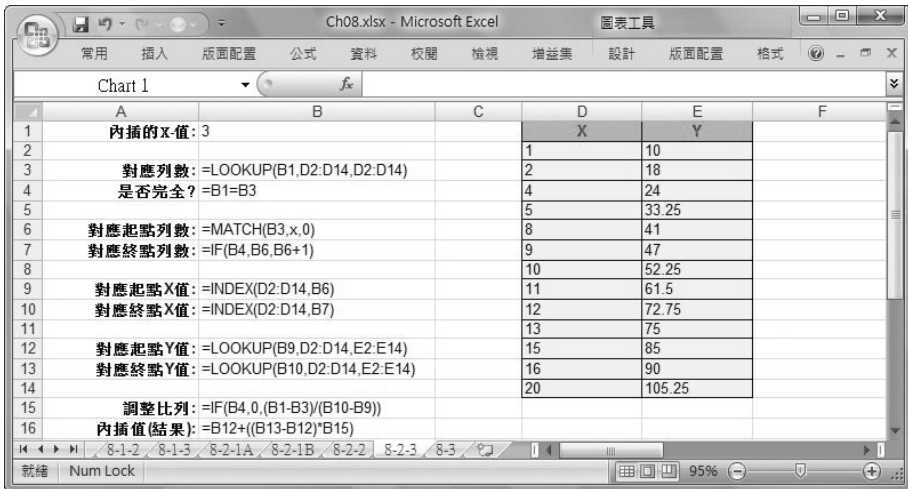 Ch08.xlsx - Microsoft Excel 圖表工具
常用 插入 版面配置 公式 資料 校閱 檢視 增益集 設計 版面配置 格式
Chart 1 fx
A B C D E F
1 內插的X-值: 3 X Y
2 1 10
3 對應列數: =LOOKUP(B1,D2:D14,D2:D14) 2 18
4 是否完全? =B1=B3 4 24
5 5 33.25
6 對應起點列數: =MATCH(B3,x,0) 8 41
7 對應終點列數: =IF(B4,B6,B6+1) 9 47
8 10 52.25
9 對應起點X值: =INDEX(D2:D14,B6) 11 61.5
10 對應終點X值: =INDEX(D2:D14,B7) 12 72.75
11 13 75
12 對應起點Y值: =LOOKUP(B9,D2:D14,E2:E14) 15 85
13 對應終點Y值: =LOOKUP(B10,D2:D14,E2:E14) 16 90
14 20 105.25
15 調整比列: =IF(B4,0,(B1-B3)/(B10-B9))
16 內插值(結果): =B12+((B13-B12)*B15)
8-1-2 8-1-3 8-2-1A 8-2-1B 8-2-2 8-2-3 8-3
就緒 Num Lock 95%